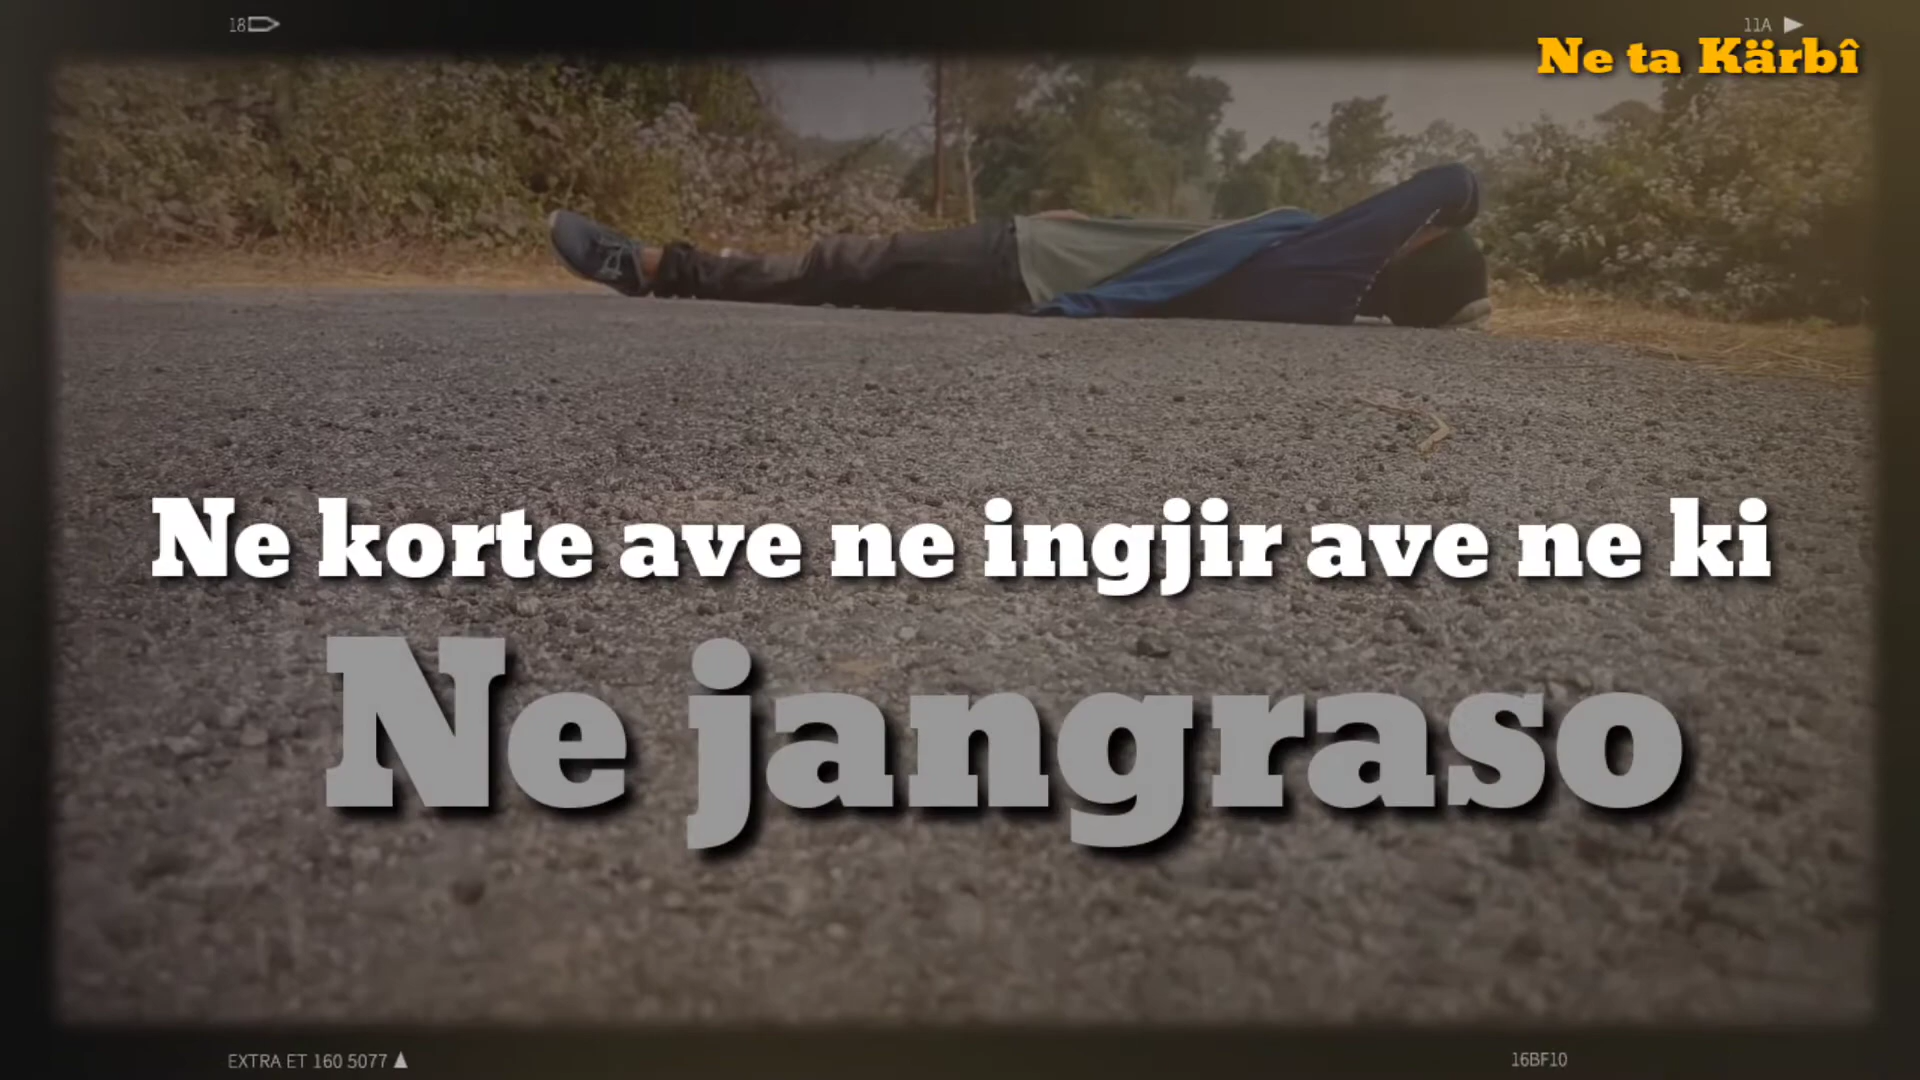 18
11A
Ne ta Kärbî
Ne korte ave ne ingjir ave ne ki
Ne jangraso
EXTRA ET 160 5077
16BF10